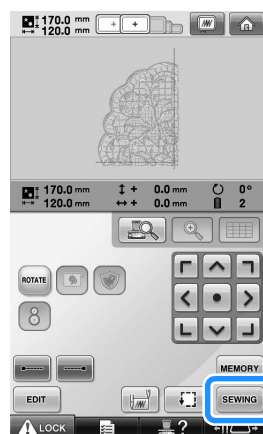 170.0 mm
120.0 mm
170.0 mm ↕ + 0.0 mm 0°
120.0 mm ↔ + 0.0 mm 2
ROTATE
8
MEMORY
EDIT SEWING
LOCK ?